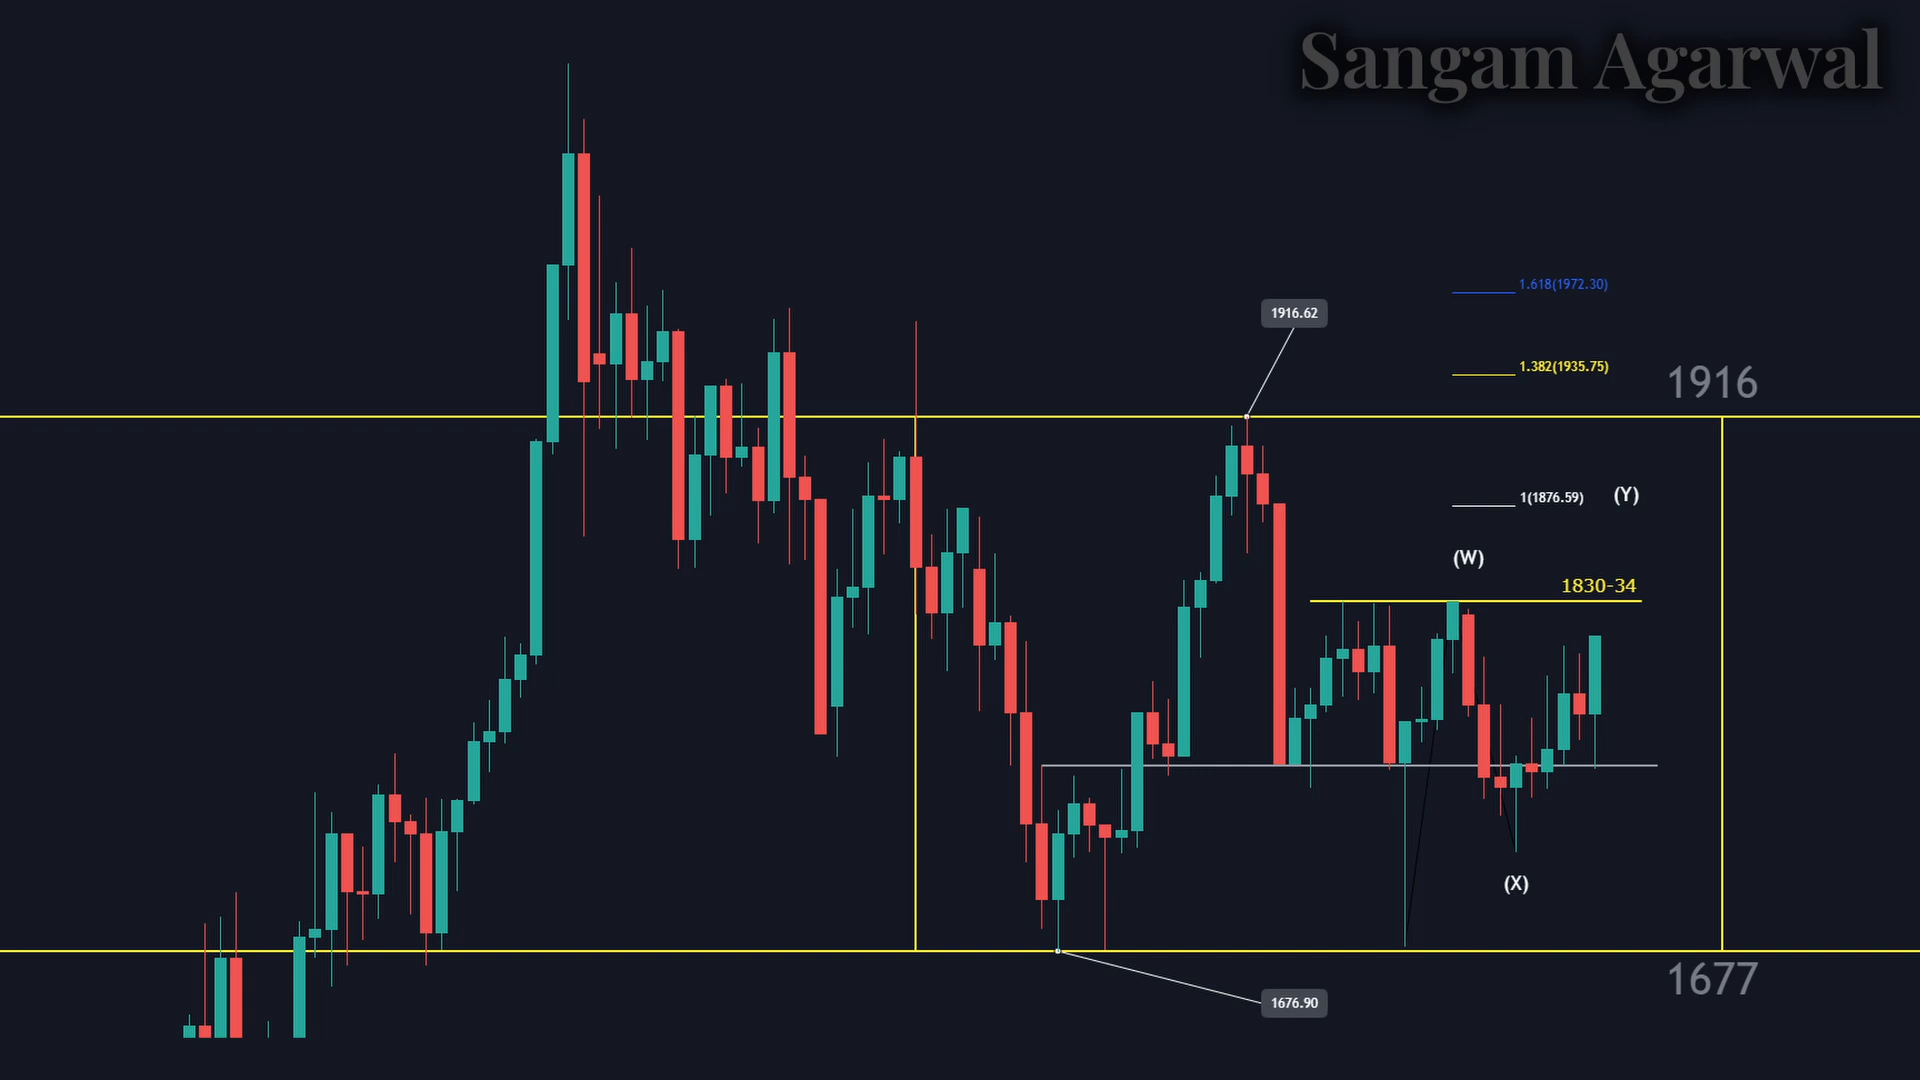 Sangam Agarwal
1.618(1972.30)
1916.62
1.382(1935.75)
1916
1(1876.59)
(Y)
(W)
1830-34
(X)
1677
1676.90